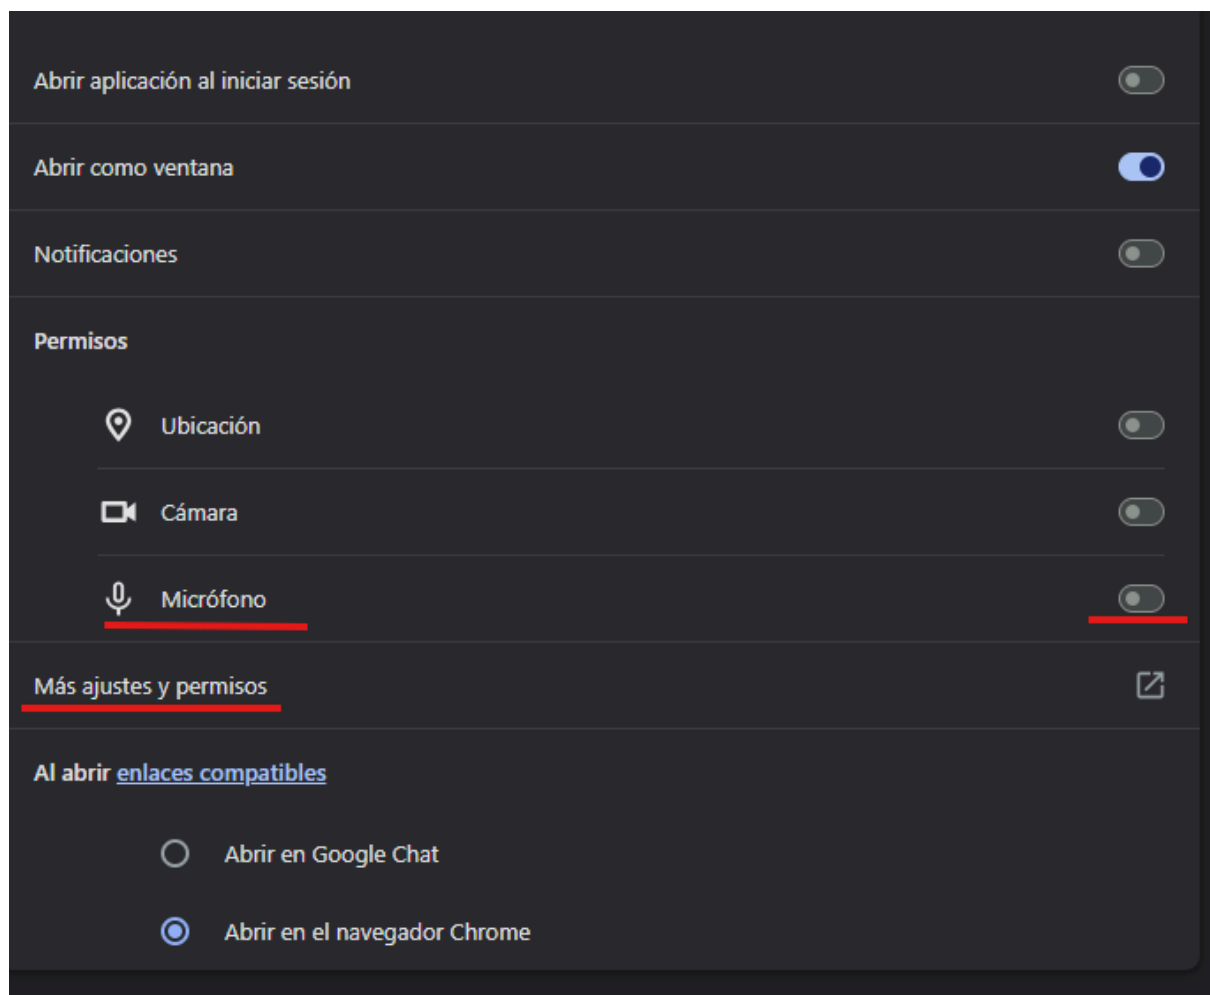 Abrir aplicación al iniciar sesión
Abrir como ventana
Notificaciones
Permisos
Ubicación
Cámara
Micrófono
Más ajustes y permisos
Al abrir enlaces compatibles
Abrir en Google Chat
Abrir en el navegador Chrome